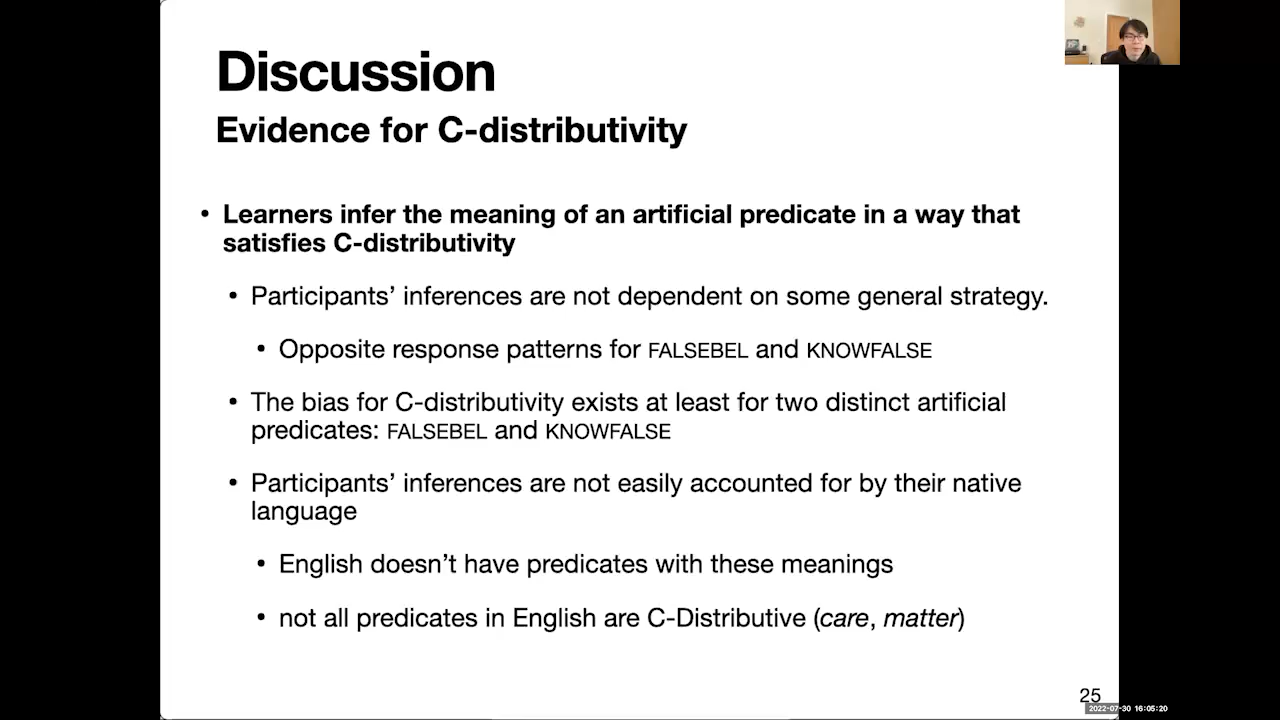 Discussion
Evidence for C-distributivity
• Learners infer the meaning of an artificial predicate in a way that
satisfies C-distributivity
• Participants’ inferences are not dependent on some general strategy.
• Opposite response patterns for FALSEBEL and KNOWFALSE
• The bias for C-distributivity exists at least for two distinct artificial
predicates: FALSEBEL and KNOWFALSE
• Participants’ inferences are not easily accounted for by their native
language
• English doesn’t have predicates with these meanings
• not all predicates in English are C-Distributive (care, matter)
25
2022-07-30 16:05:20